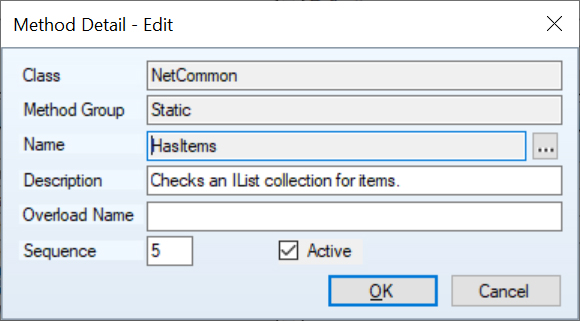 Method Detail - Edit
Class NetCommon
Method Group Static
Name HasItems ...
Description Checks an IList collection for items.
Overload Name
Sequence 5 Active
OK Cancel